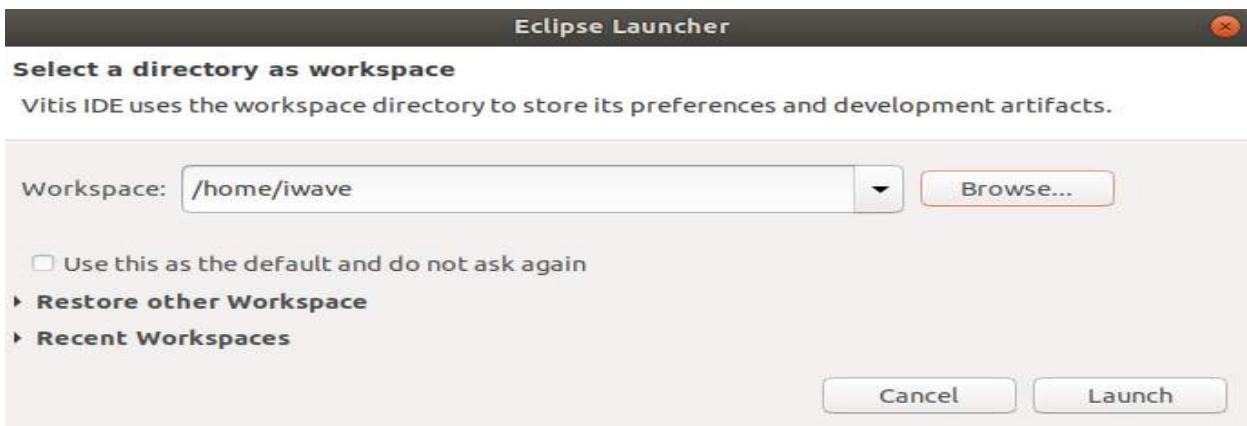 Eclipse Launcher
Select a directory as workspace
Vitis IDE uses the workspace directory to store its preferences and development artifacts.
Workspace: /home/iwave Browse...
Use this as the default and do not ask again
Restore other Workspace
Recent Workspaces
Cancel Launch